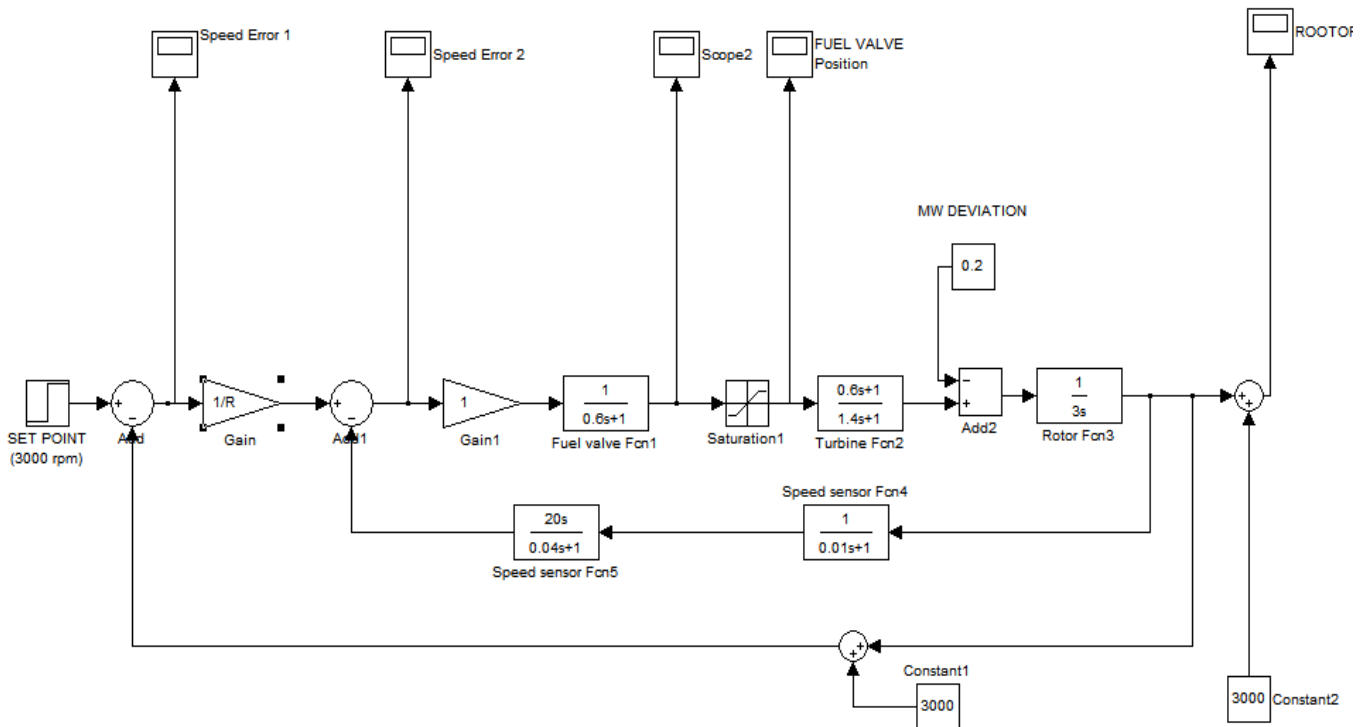 Speed Error 1
Speed Error 2
Scope2
FUEL VALVE
Position
ROOTOR
MW DEVIATION
0.2
SET POINT
(3000 rpm)
Add
1/R
Gain
Add1
1
Gain1
1
0.6s+1
Fuel valve Fcn1
Saturation1
0.6s+1
1.4s+1
Turbine Fcn2
Add2
1
3s
Rotor Fcn3
Speed sensor Fcn4
1
0.01s+1
20s
0.04s+1
Speed sensor Fcn5
Constant1
3000
3000
Constant2